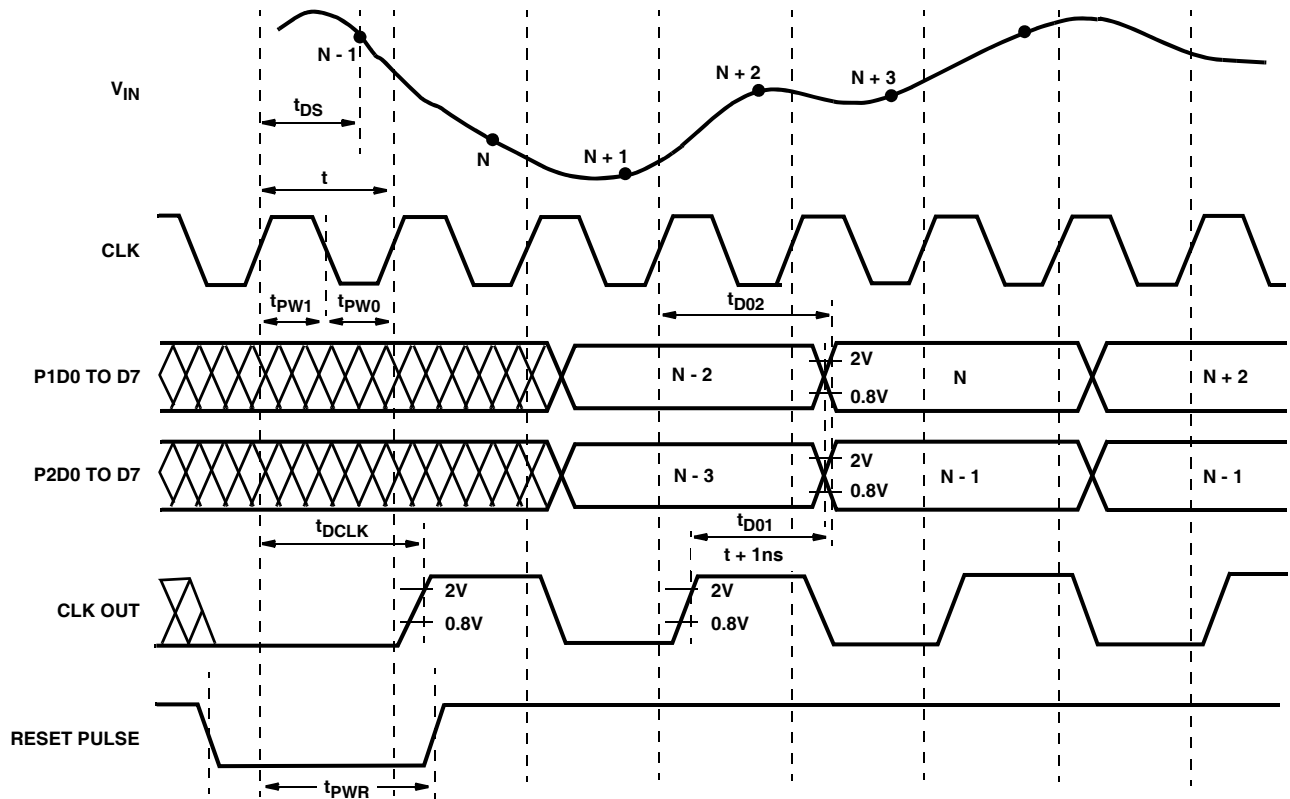 N - 1
N + 2
N + 3
V_IN
t_DS
N
N + 1
t
CLK
t_PW1
t_PW0
t_D02
P1D0 TO D7
N - 2
2V
0.8V
N
N + 2
P2D0 TO D7
N - 3
2V
0.8V
N - 1
N - 1
t_DCLK
t_D01
t + 1ns
CLK OUT
2V
0.8V
2V
0.8V
RESET PULSE
t_PWR